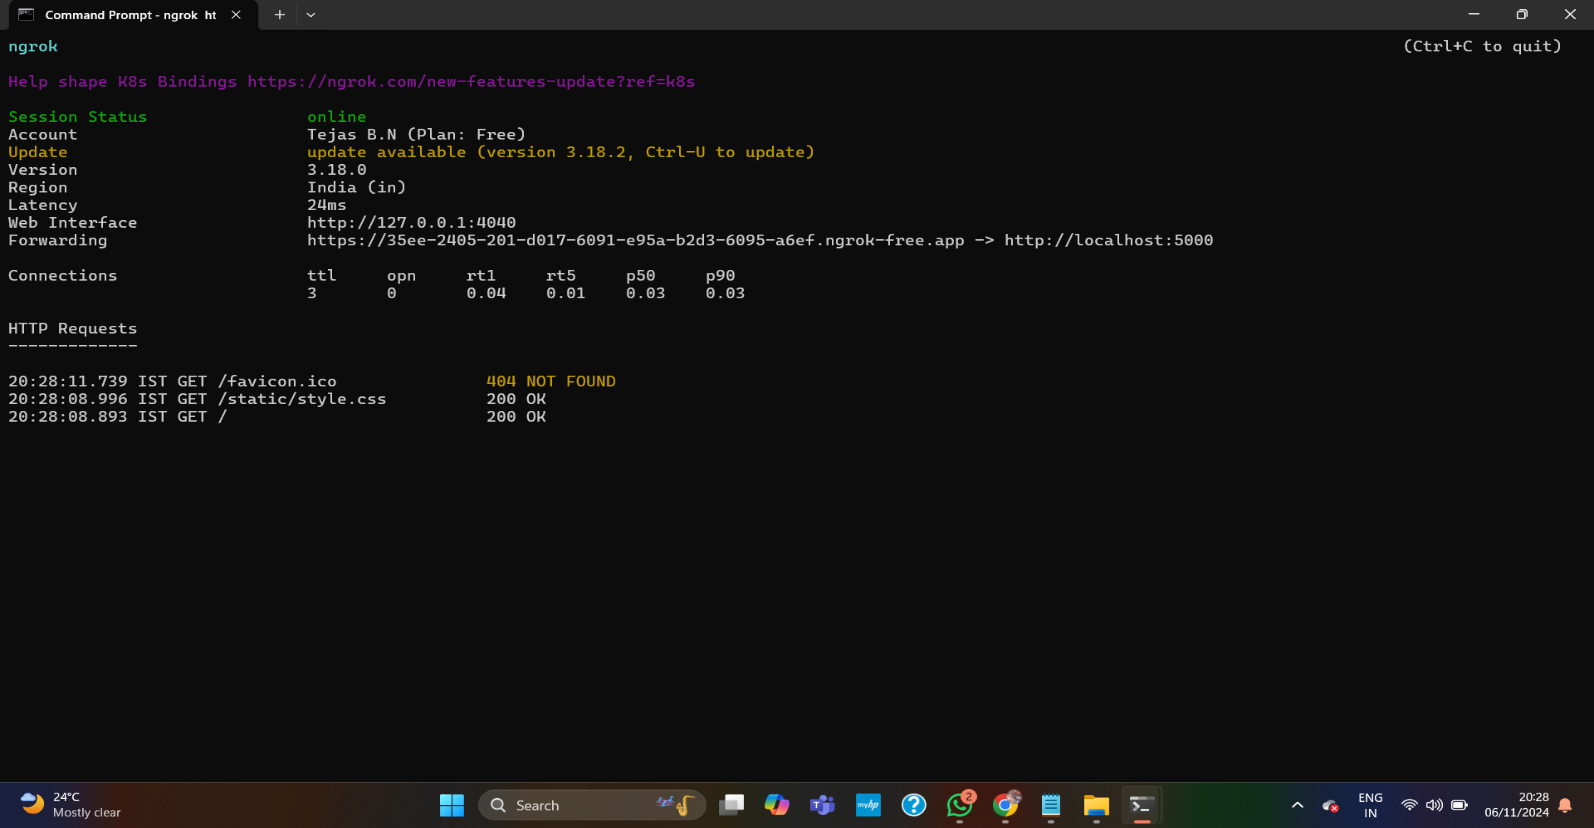 Command Prompt - ngrok ht
ngrok (Ctrl+C to quit)
Help shape K8s Bindings https://ngrok.com/new-features-update?ref=k8s
Session Status online
Account Tejas B.N (Plan: Free)
Update update available (version 3.18.2, Ctrl-U to update)
Version 3.18.0
Region India (in)
Latency 24ms
Web Interface http://127.0.0.1:4040
Forwarding https://35ee-2405-201-d017-6091-e95a-b2d3-6095-a6ef.ngrok-free.app -> http://localhost:5000
Connections ttl opn rt1 rt5 p50 p90
3 0 0.04 0.01 0.03 0.03
HTTP Requests
-------------
20:28:11.739 IST GET /favicon.ico 404 NOT FOUND
20:28:08.996 IST GET /static/style.css 200 OK
20:28:08.893 IST GET / 200 OK
24°C
Mostly clear
Search
myhp
2
ENG
IN
20:28
06/11/2024